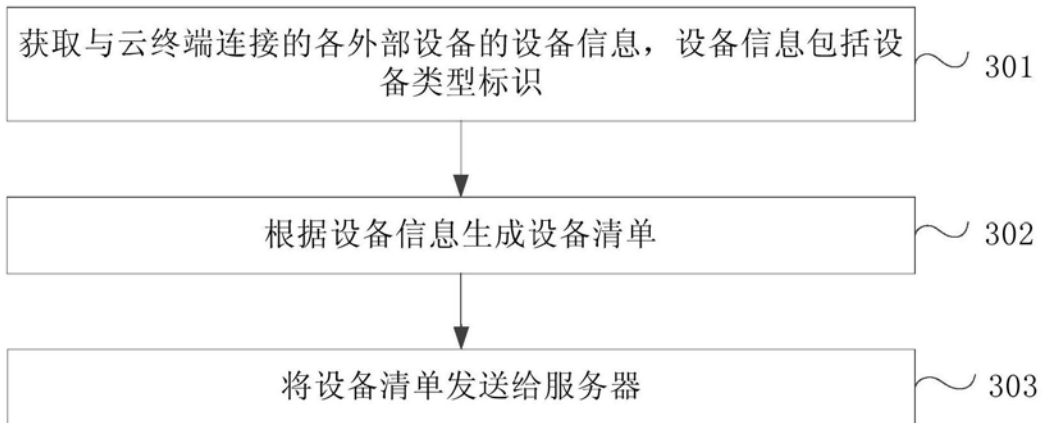 获取与云终端连接的各外部设备的设备信息，设备信息包括设
备类型标识
301
根据设备信息生成设备清单
302
将设备清单发送给服务器
303